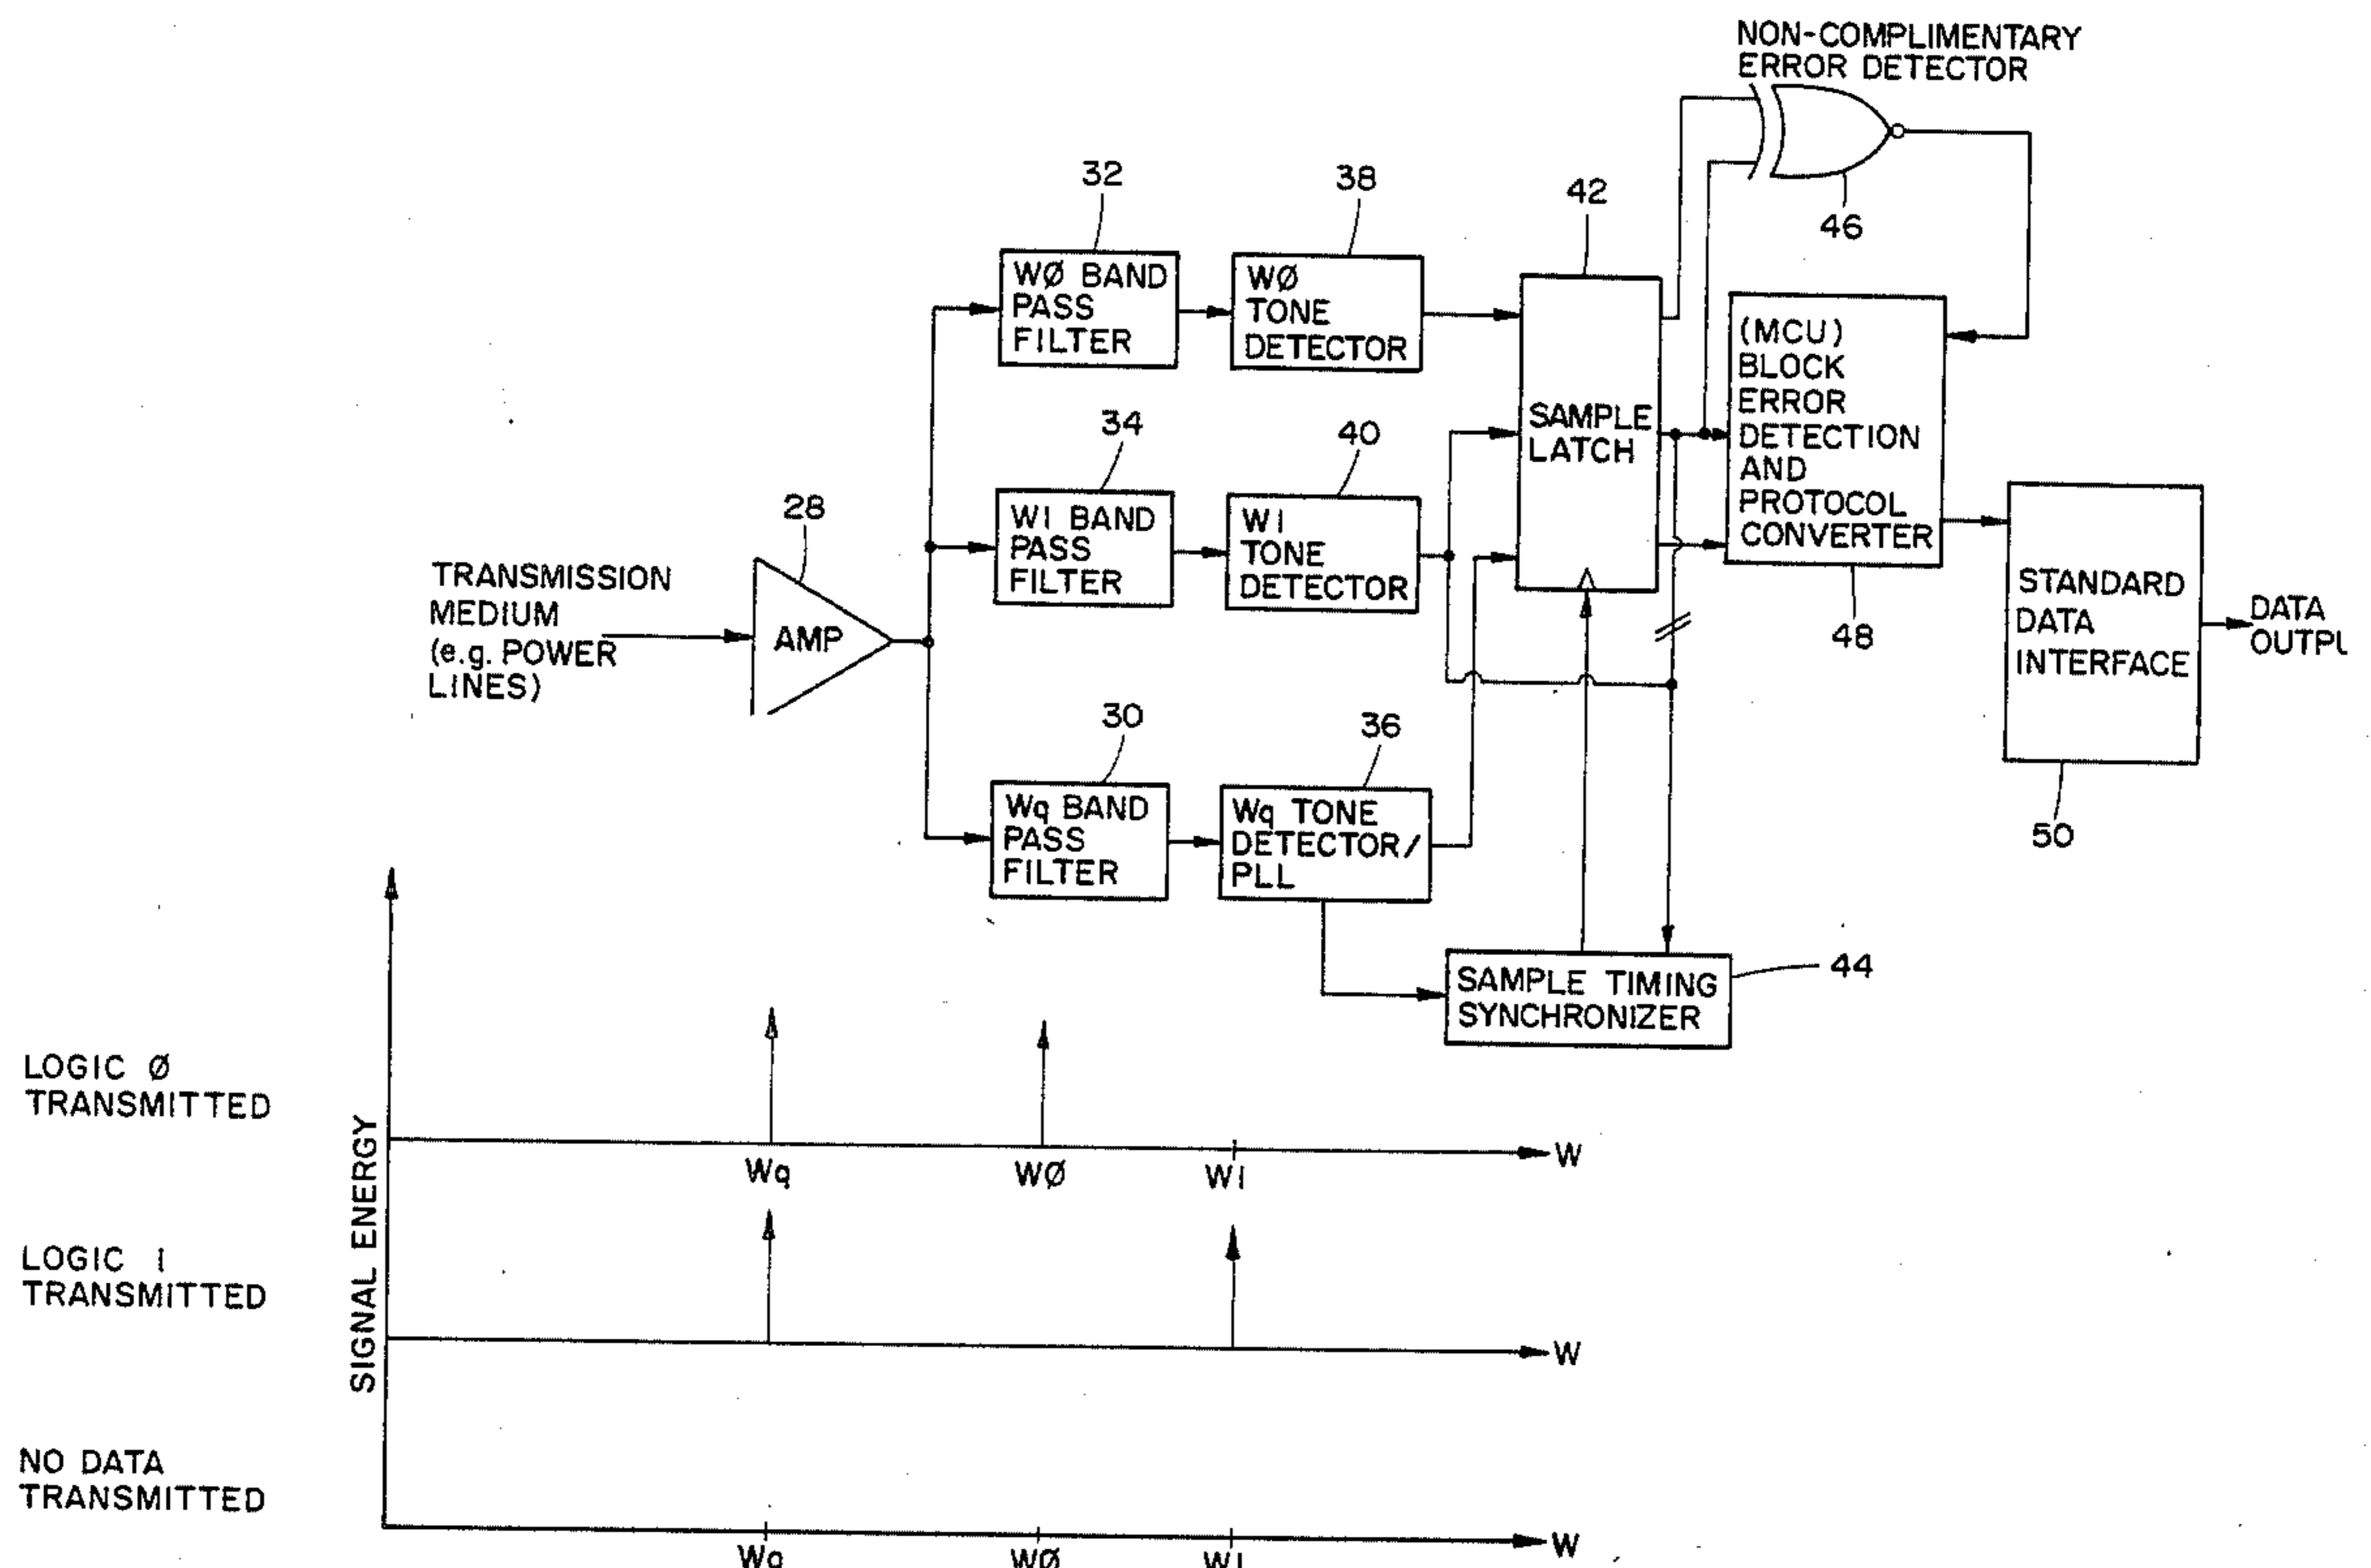 NON-COMPLIMENTARY
ERROR DETECTOR
46
32
38
42
WØ BAND
PASS
FILTER
WØ
TONE
DETECTOR
SAMPLE
LATCH
(MCU)
BLOCK
ERROR
DETECTION
AND
PROTOCOL
CONVERTER
48
34
40
W1 BAND
PASS
FILTER
W1
TONE
DETECTOR
28
AMP
TRANSMISSION
MEDIUM
(e.g. POWER
LINES)
STANDARD
DATA
INTERFACE
50
DATA
OUTPU
30
36
Wq BAND
PASS
FILTER
Wq TONE
DETECTOR/
PLL
SAMPLE TIMING
SYNCHRONIZER
44
SIGNAL ENERGY
LOGIC Ø
TRANSMITTED
W
Wq WØ W1
LOGIC 1
TRANSMITTED
W
NO DATA
TRANSMITTED
W
Wq WØ W1